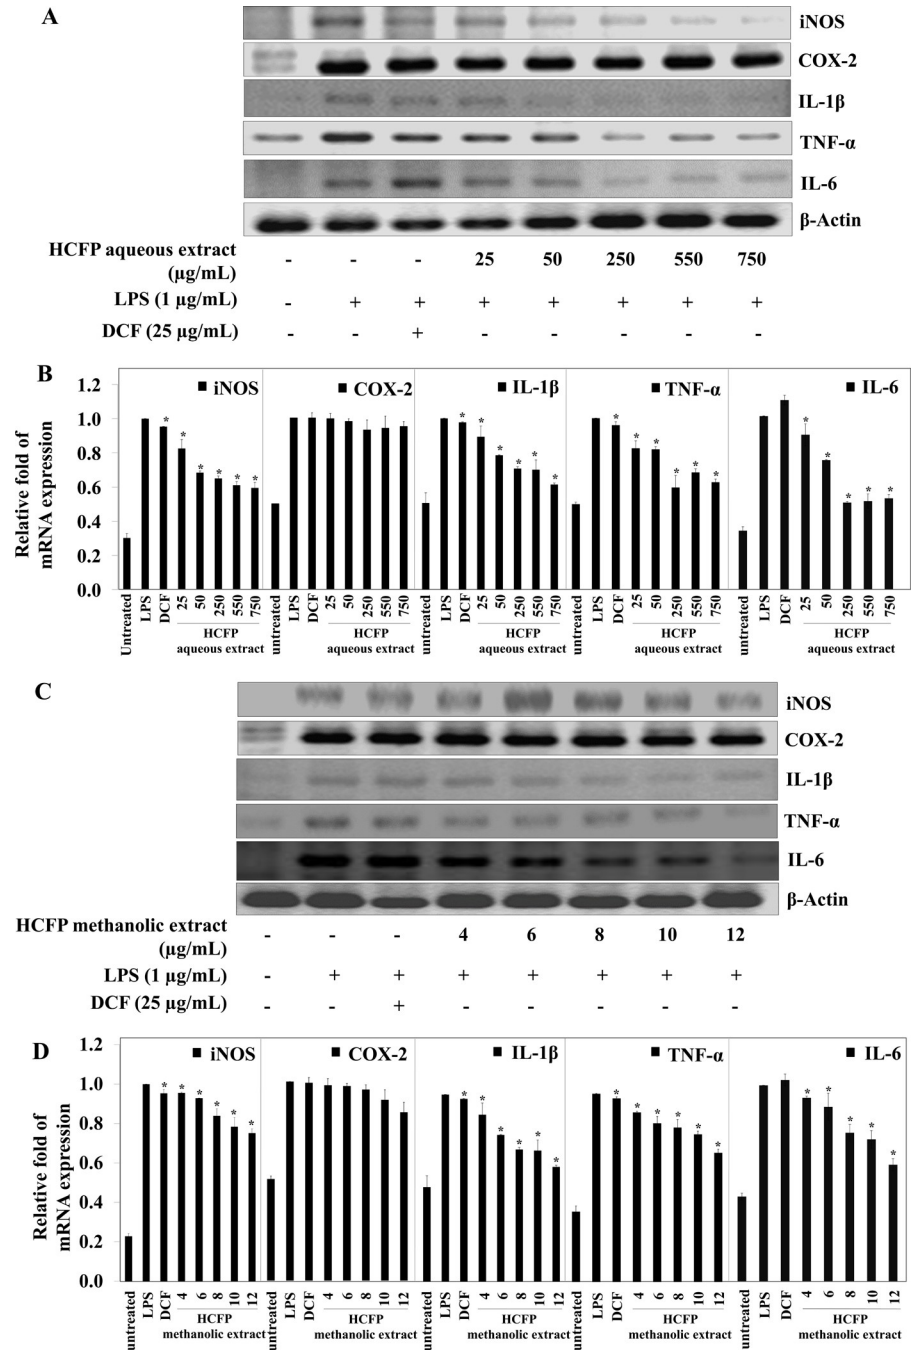 A
iNOS
COX-2
IL-1β
TNF-α
IL-6
β-Actin
HCFP aqueous extract
(μg/mL)
- - - 25 50 250 550 750
LPS (1 μg/mL) - + + + + + + +
DCF (25 μg/mL) - - + - - - - -
B
iNOS COX-2 IL-1β TNF-α IL-6
Relative fold of
mRNA expression
1.2
1.0
0.8
0.6
0.4
0.2
0.0
* * * * * *
* * * * * *
* * * * * *
* * * * *
Untreated LPS DCF 25 50 250 550 750
untreated LPS DCF 25 50 250 550 750
untreated LPS DCF 25 50 250 550 750
untreated LPS DCF 25 50 250 550 750
untreated LPS DCF 25 50 250 550 750
HCFP HCFP HCFP HCFP HCFP
aqueous extract aqueous extract aqueous extract aqueous extract aqueous extract
C
iNOS
COX-2
IL-1β
TNF-α
IL-6
β-Actin
HCFP methanolic extract
(μg/mL)
- - - 4 6 8 10 12
LPS (1 μg/mL) - + + + + + + +
DCF (25 μg/mL) - - + - - - - -
D
iNOS COX-2 IL-1β TNF-α IL-6
Relative fold of
mRNA expression
1.2
1.0
0.8
0.6
0.4
0.2
0.0
* * * * * *
* * * * * *
* * * * * *
* * * * *
untreated LPS DCF 4 6 8 10 12
untreated LPS DCF 4 6 8 10 12
untreated LPS DCF 4 6 8 10 12
untreated LPS DCF 4 6 8 10 12
untreated LPS DCF 4 6 8 10 12
HCFP HCFP HCFP HCFP HCFP
methanolic extract methanolic extract methanolic extract methanolic extract methanolic extract